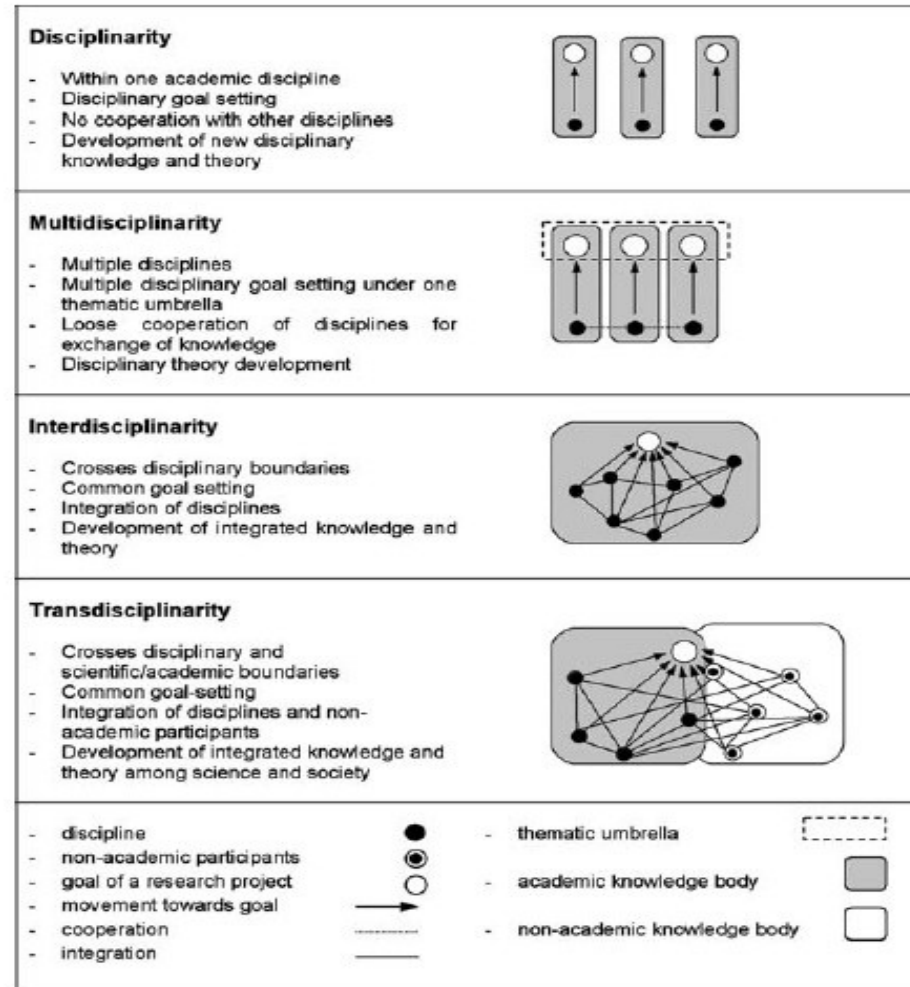 Disciplinarity
- Within one academic discipline
- Disciplinary goal setting
- No cooperation with other disciplines
- Development of new disciplinary
knowledge and theory
Multidisciplinarity
- Multiple disciplines
- Multiple disciplinary goal setting under one
thematic umbrella
- Loose cooperation of disciplines for
exchange of knowledge
- Disciplinary theory development
Interdisciplinarity
- Crosses disciplinary boundaries
- Common goal setting
- Integration of disciplines
- Development of integrated knowledge and
theory
Transdisciplinarity
- Crosses disciplinary and
scientific/academic boundaries
- Common goal-setting
- Integration of disciplines and non-
academic participants
- Development of integrated knowledge and
theory among science and society
- discipline
- non-academic participants
- goal of a research project
- movement towards goal
- cooperation
- integration
- thematic umbrella
- academic knowledge body
- non-academic knowledge body